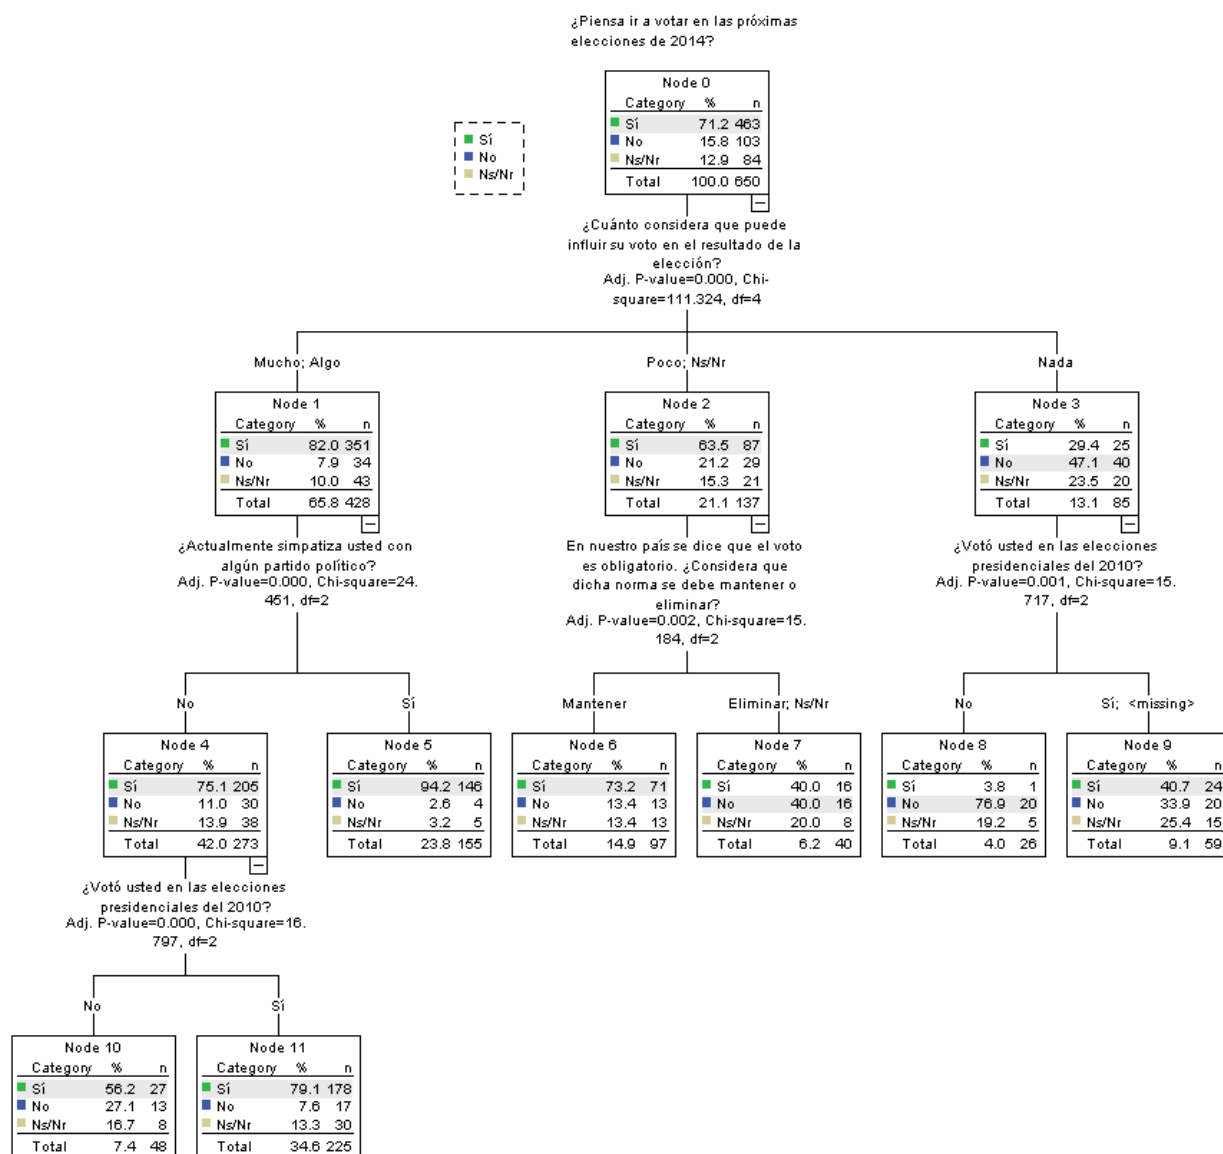 ¿Piensa ir a votar en las próximas
elecciones de 2014?
Node 0
Category % n
Sí 71.2 463
No 15.8 103
Ns/Nr 12.9 84
Total 100.0 650
Sí
No
Ns/Nr
¿Cuánto considera que puede
influir su voto en el resultado de la
elección?
Adj. P-value=0.000, Chi-
square=111.324, df=4
Mucho; Algo
Poco; Ns/Nr
Nada
Node 1
Category % n
Sí 82.0 351
No 7.9 34
Ns/Nr 10.0 43
Total 65.8 428
Node 2
Category % n
Sí 63.5 87
No 21.2 29
Ns/Nr 15.3 21
Total 21.1 137
Node 3
Category % n
Sí 29.4 25
No 47.1 40
Ns/Nr 23.5 20
Total 13.1 85
¿Actualmente simpatiza usted con
algún partido político?
Adj. P-value=0.000, Chi-square=24.
451, df=2
En nuestro país se dice que el voto
es obligatorio. ¿Considera que
dicha norma se debe mantener o
eliminar?
Adj. P-value=0.002, Chi-square=15.
184, df=2
¿Votó usted en las elecciones
presidenciales del 2010?
Adj. P-value=0.001, Chi-square=15.
717, df=2
No
Sí
Mantener
Eliminar; Ns/Nr
No
Sí; <missing>
Node 4
Category % n
Sí 75.1 205
No 11.0 30
Ns/Nr 13.9 38
Total 42.0 273
Node 5
Category % n
Sí 94.2 146
No 2.6 4
Ns/Nr 3.2 5
Total 23.8 155
Node 6
Category % n
Sí 73.2 71
No 13.4 13
Ns/Nr 13.4 13
Total 14.9 97
Node 7
Category % n
Sí 40.0 16
No 40.0 16
Ns/Nr 20.0 8
Total 6.2 40
Node 8
Category % n
Sí 3.8 1
No 76.9 20
Ns/Nr 19.2 5
Total 4.0 26
Node 9
Category % n
Sí 40.7 24
No 33.9 20
Ns/Nr 25.4 15
Total 9.1 59
¿Votó usted en las elecciones
presidenciales del 2010?
Adj. P-value=0.000, Chi-square=16.
797, df=2
No
Sí
Node 10
Category % n
Sí 56.2 27
No 27.1 13
Ns/Nr 16.7 8
Total 7.4 48
Node 11
Category % n
Sí 79.1 178
No 7.6 17
Ns/Nr 13.3 30
Total 34.6 225